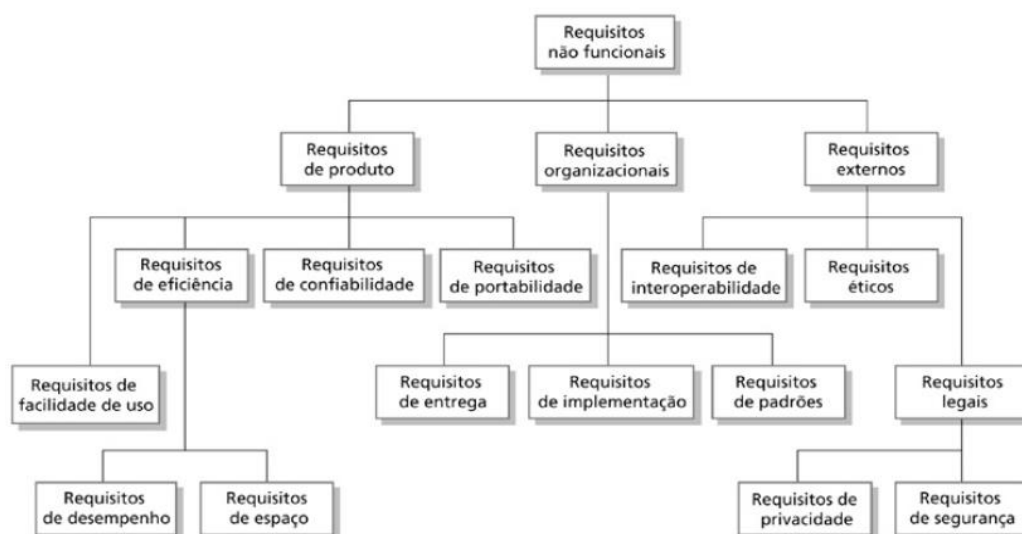 Requisitos
não funcionais
Requisitos
de produto
Requisitos
organizacionais
Requisitos
externos
Requisitos
de eficiência
Requisitos
de confiabilidade
Requisitos
de portabilidade
Requisitos de
interoperabilidade
Requisitos
éticos
Requisitos de
facilidade de uso
Requisitos
de entrega
Requisitos
de implementação
Requisitos
de padrões
Requisitos
legais
Requisitos
de desempenho
Requisitos
de espaço
Requisitos de
privacidade
Requisitos
de segurança